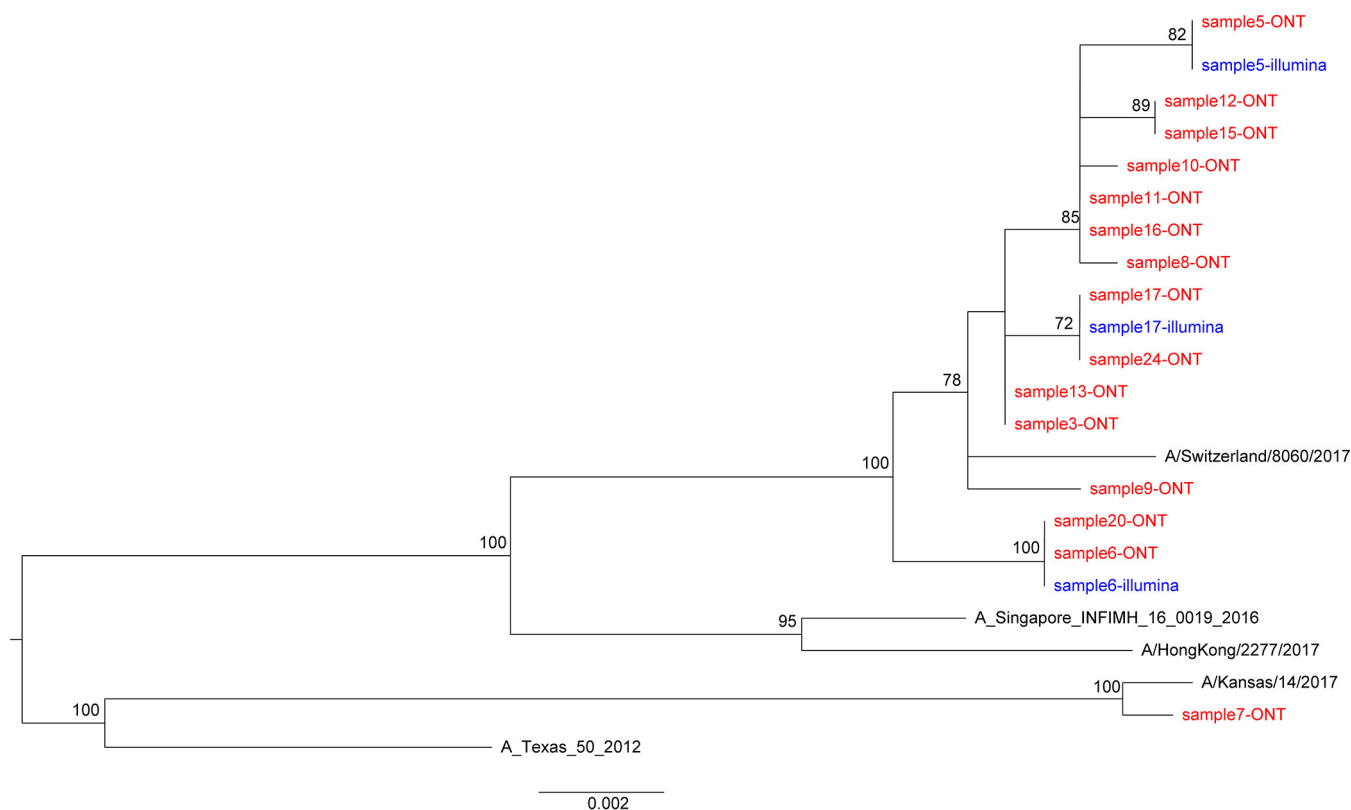 sample5-ONT
82
sample5-illumina
sample12-ONT
89
sample15-ONT
sample10-ONT
sample11-ONT
85
sample16-ONT
sample8-ONT
sample17-ONT
72
sample17-illumina
sample24-ONT
78
sample13-ONT
sample3-ONT
A/Switzerland/8060/2017
100
sample9-ONT
sample20-ONT
100
100
sample6-ONT
sample6-illumina
95
A_Singapore_INFIMH_16_0019_2016
A/HongKong/2277/2017
100
A/Kansas/14/2017
100
sample7-ONT
A_Texas_50_2012
0.002